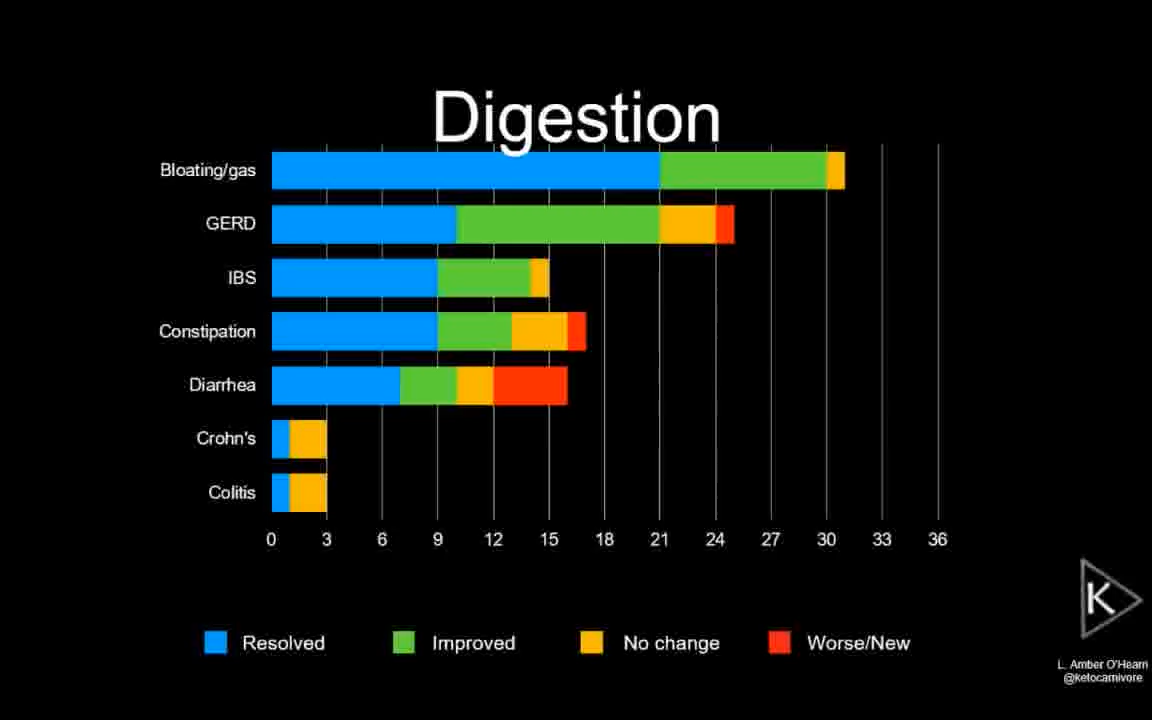 Digestion
Bloating/gas
GERD
IBS
Constipation
Diarrhea
Crohn's
Colitis
0 3 6 9 12 15 18 21 24 27 30 33 36
Resolved Improved No change Worse/New
K
L. Amber O'Hearn
@ketocarnivore